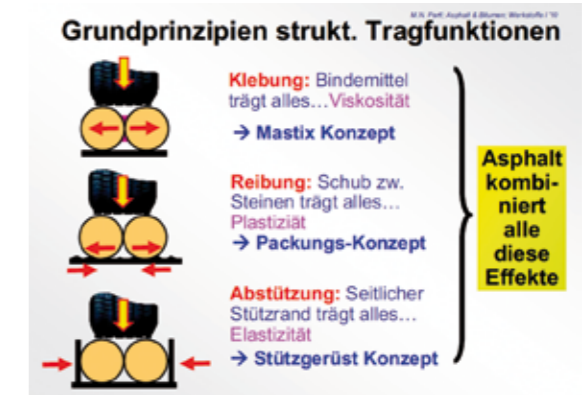 M.N. Partl, Asphalt & Bitumen, Werkstoffe I '10
Grundprinzipien strukt. Tragfunktionen
Klebung: Bindemittel
trägt alles…Viskosität
→ Mastix Konzept
Reibung: Schub zw.
Steinen trägt alles…
Plastiziät
→ Packungs-Konzept
Abstützung: Seitlicher
Stützrand trägt alles…
Elastizität
→ Stützgerüst Konzept
Asphalt
kombi-
niert
alle
diese
Effekte